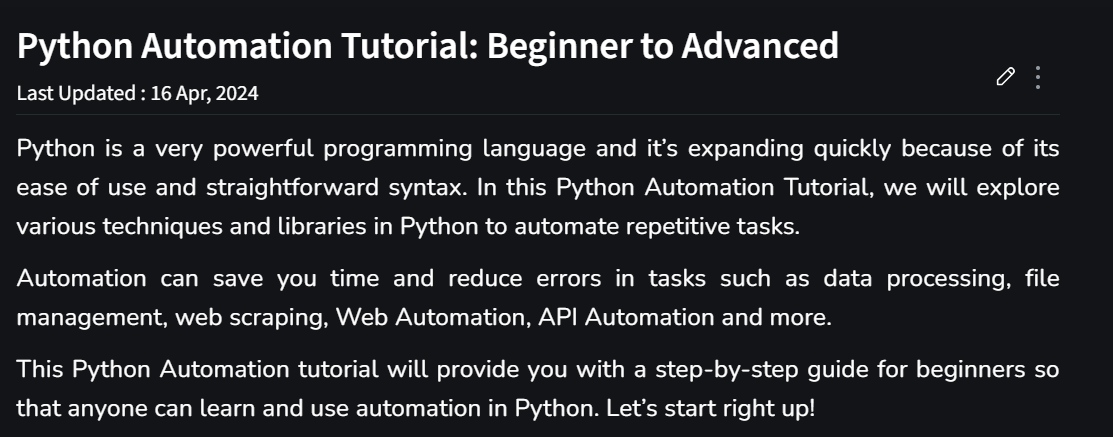 Python Automation Tutorial: Beginner to Advanced
Last Updated : 16 Apr, 2024
Python is a very powerful programming language and it’s expanding quickly because of its
ease of use and straightforward syntax. In this Python Automation Tutorial, we will explore
various techniques and libraries in Python to automate repetitive tasks.
Automation can save you time and reduce errors in tasks such as data processing, file
management, web scraping, Web Automation, API Automation and more.
This Python Automation tutorial will provide you with a step-by-step guide for beginners so
that anyone can learn and use automation in Python. Let’s start right up!